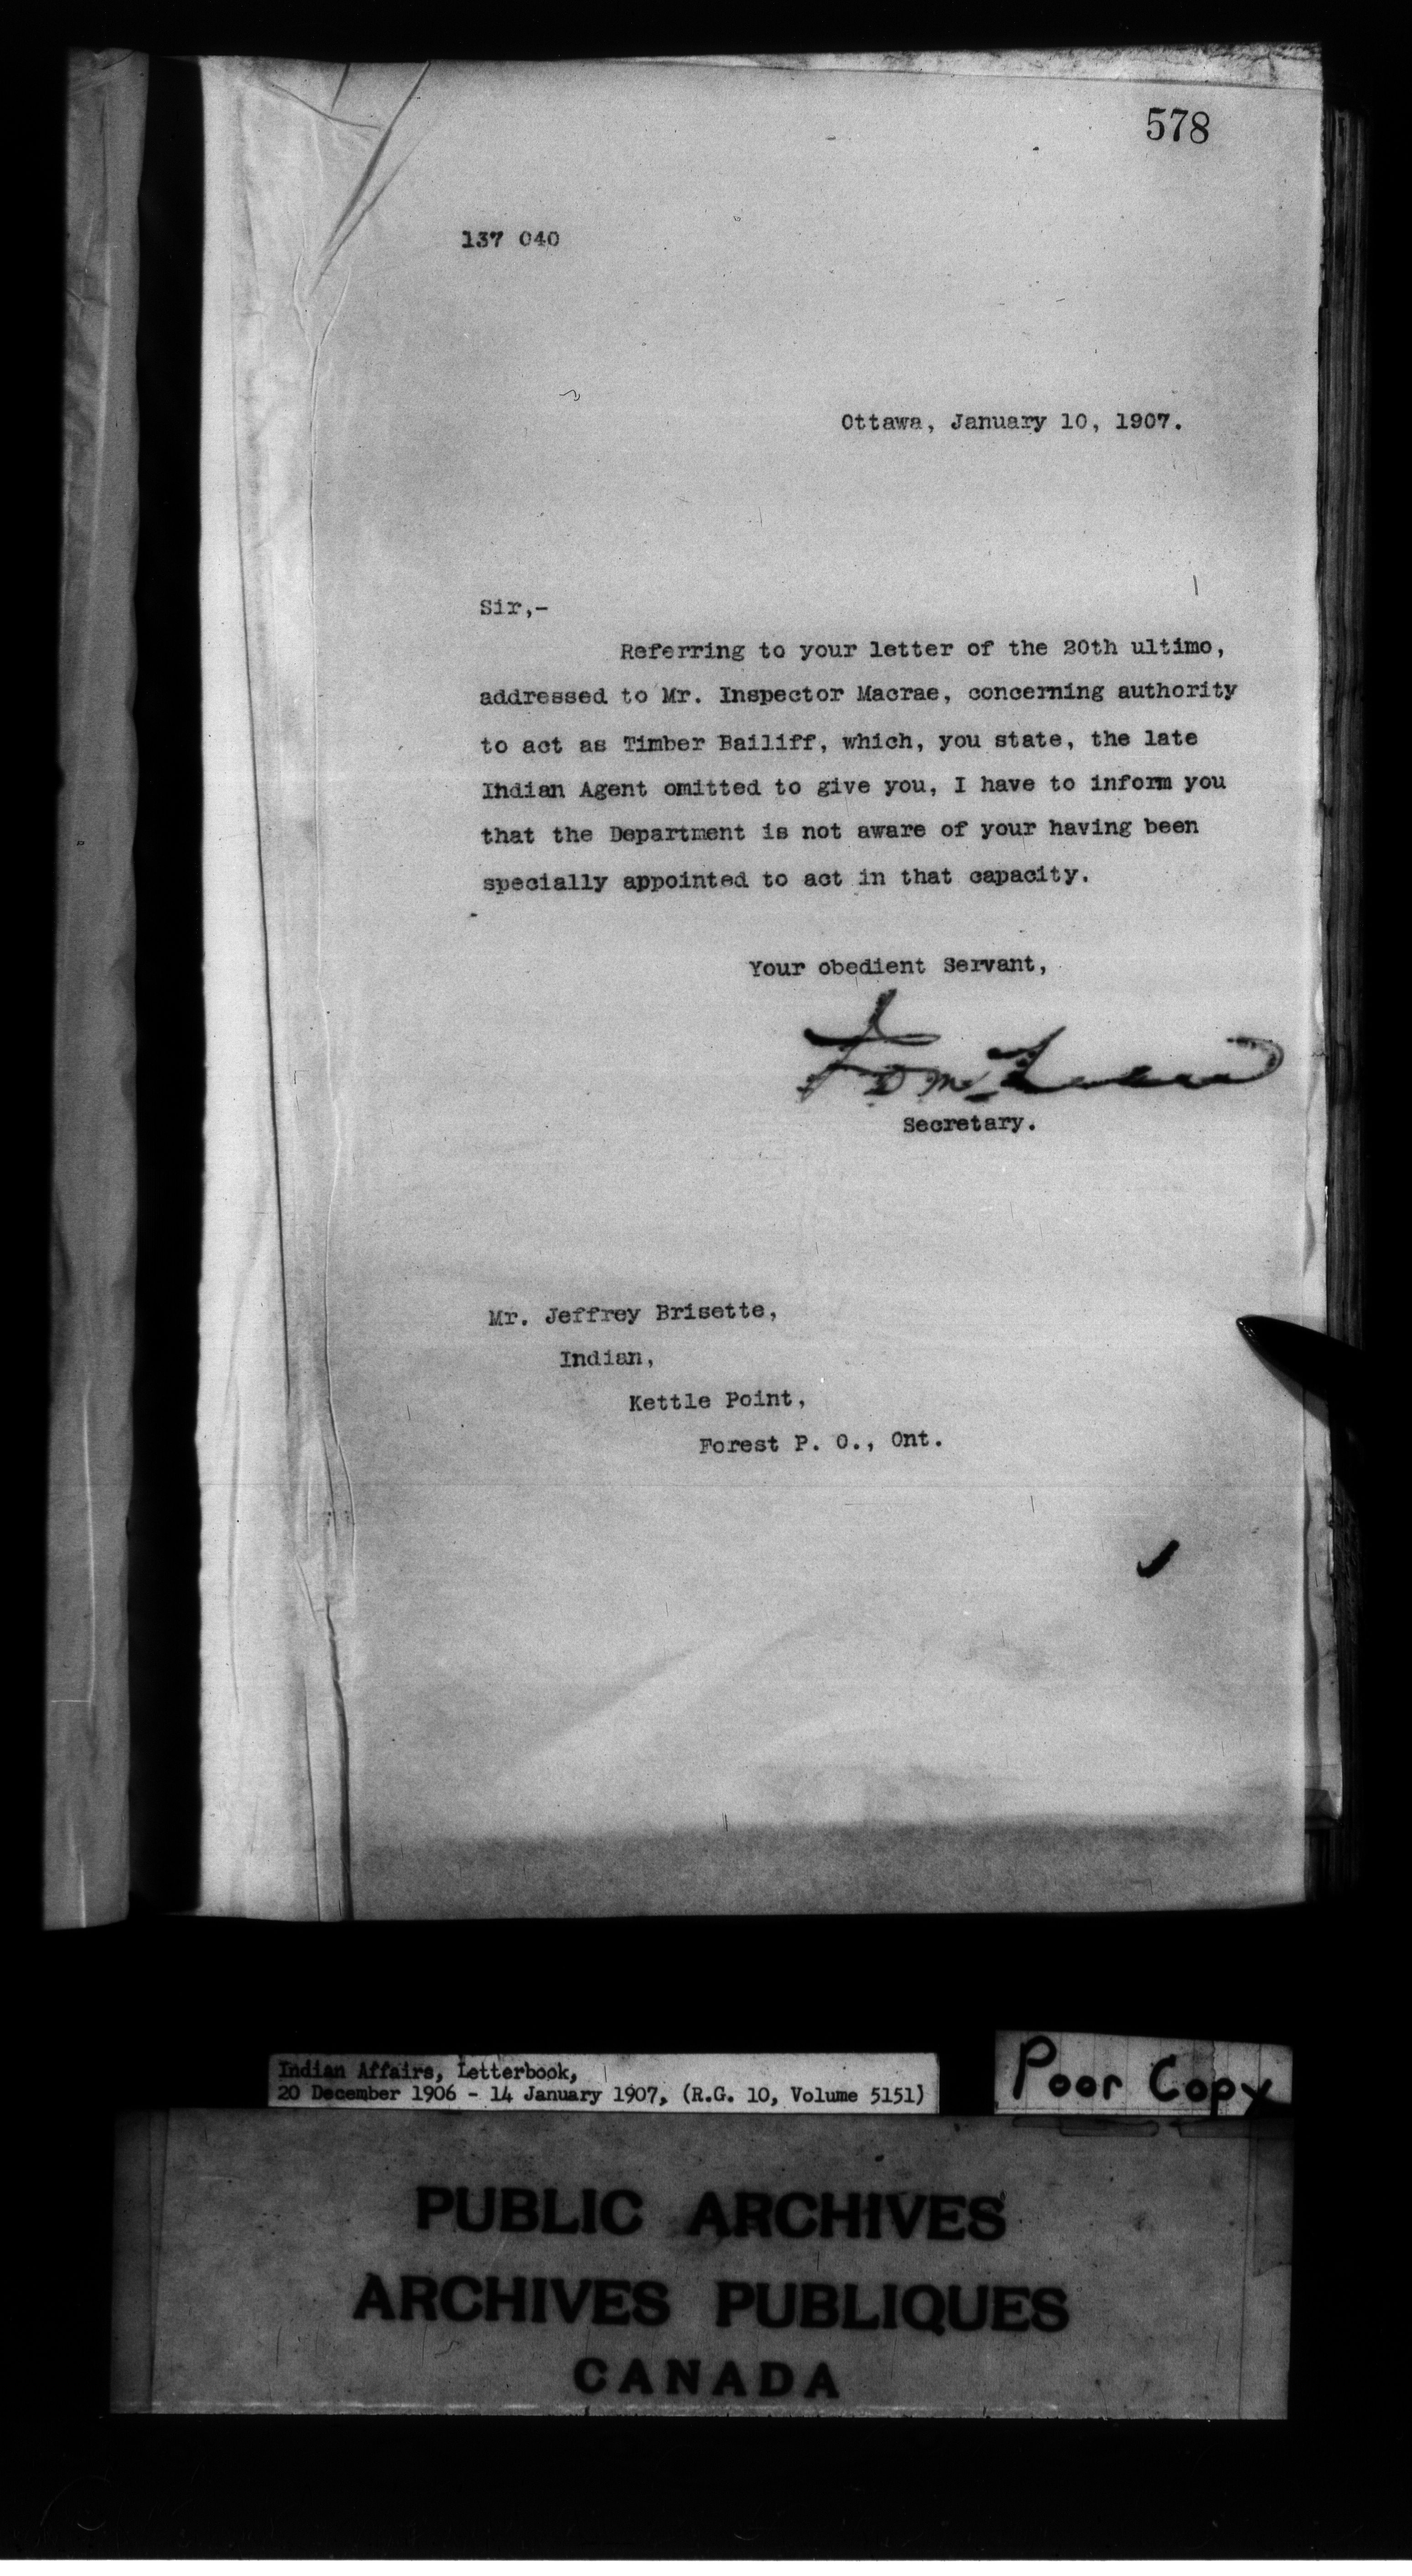 578
137 040
Ottawa, January 10, 1907.
Sir,-
Referring to your letter of the 20th ultimo,
addressed to Mr. Inspector Macrae, concerning authority
to act as Timber Bailiff, which, you state, the late
Indian Agent omitted to give you, I have to inform you
that the Department is not aware of your having been
specially appointed to act in that capacity.
Your obedient Servant,
Secretary.
Mr. Jeffrey Brisette,
Indian,
Kettle Point,
Forest P. O., Ont.
Indian Affairs, Letterbook,
20 December 1906 - 14 January 1907, (R.G. 10, Volume 5151)
Poor Copy
PUBLIC ARCHIVES
ARCHIVES PUBLIQUES
CANADA